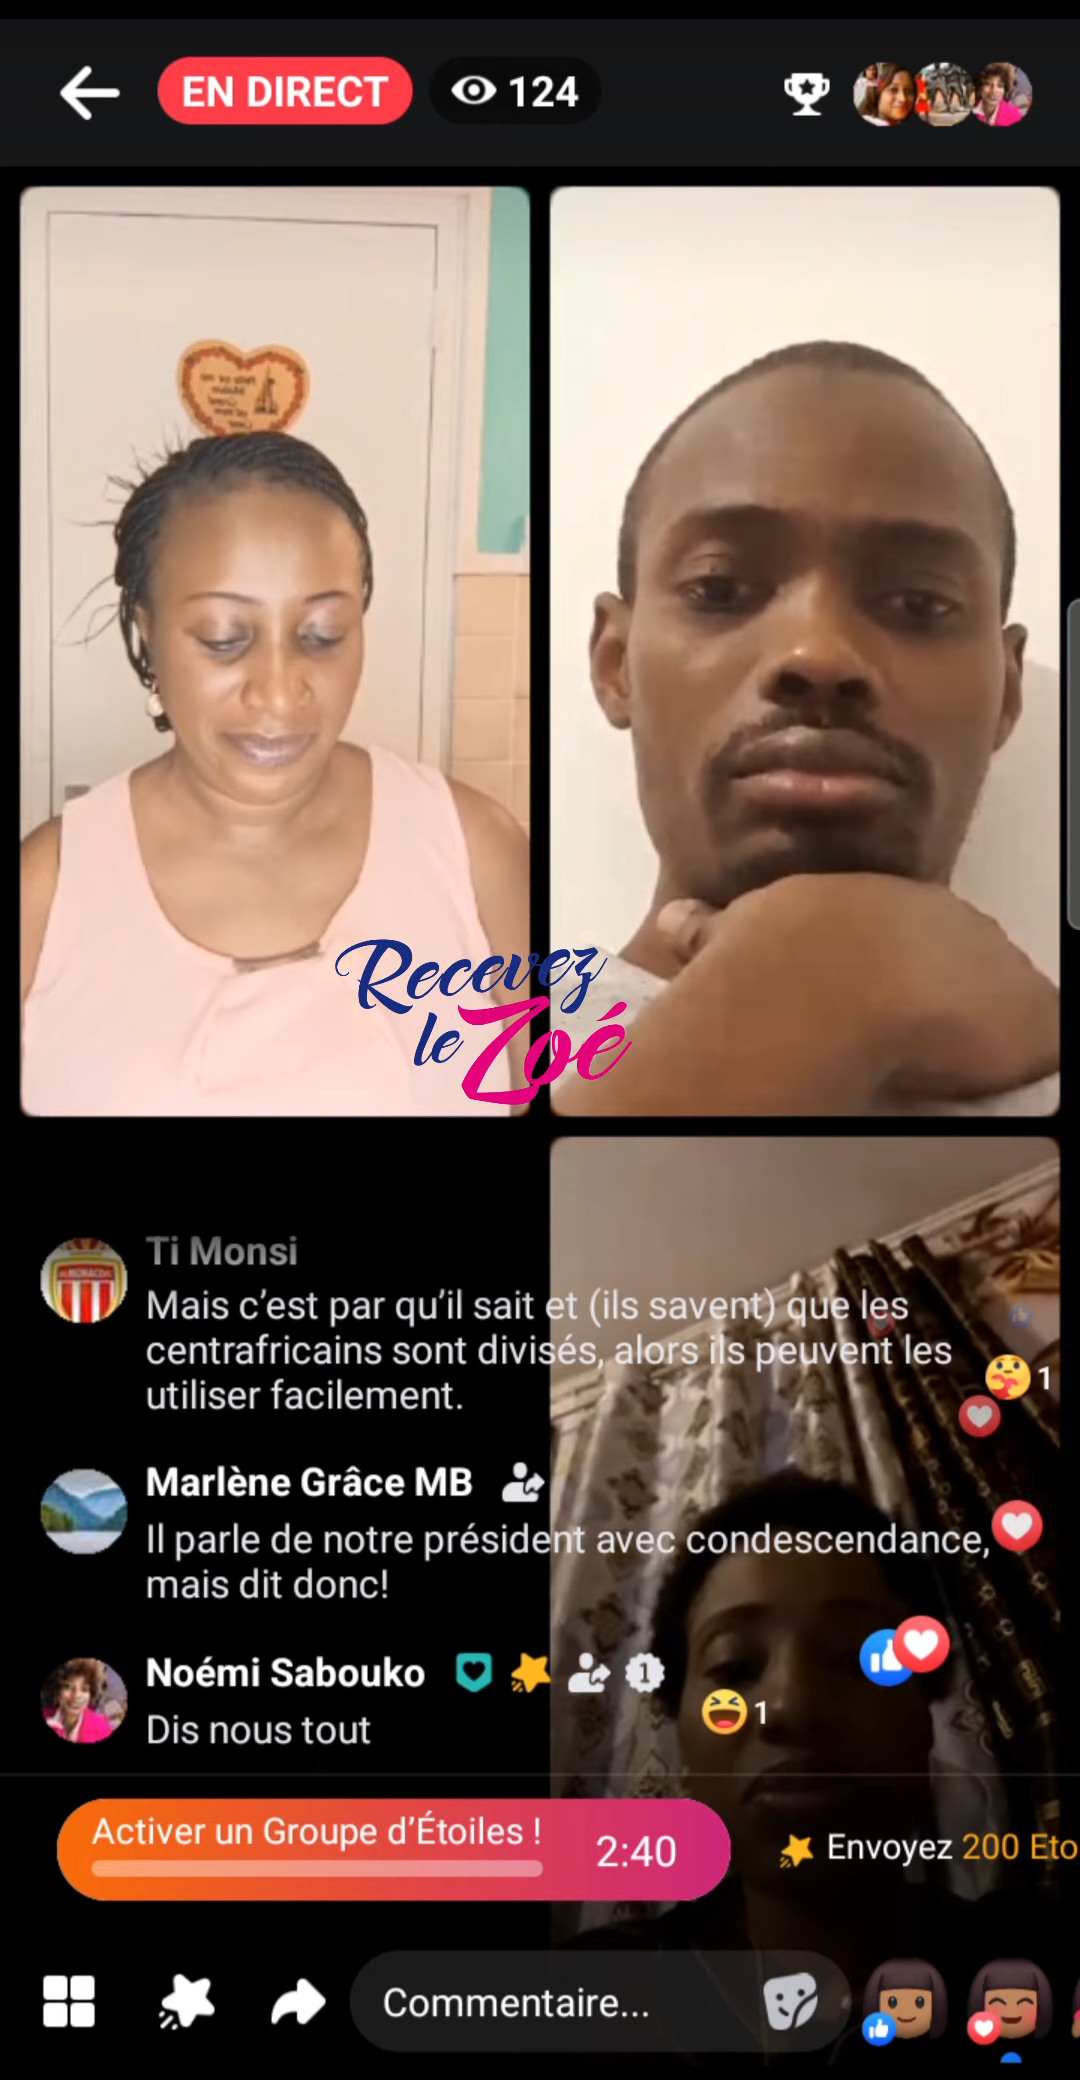 EN DIRECT
124
Recevez
le Zoé
Ti Monsi
Mais c’est par qu’il sait et (ils savent) que les
centrafricains sont divisés, alors ils peuvent les
utiliser facilement.
1
Marlène Grâce MB
Il parle de notre président avec condescendance,
mais dit donc!
Noémi Sabouko 1
Dis nous tout
1
Activer un Groupe d’Étoiles !
2:40
Envoyez 200 Eto
Commentaire...